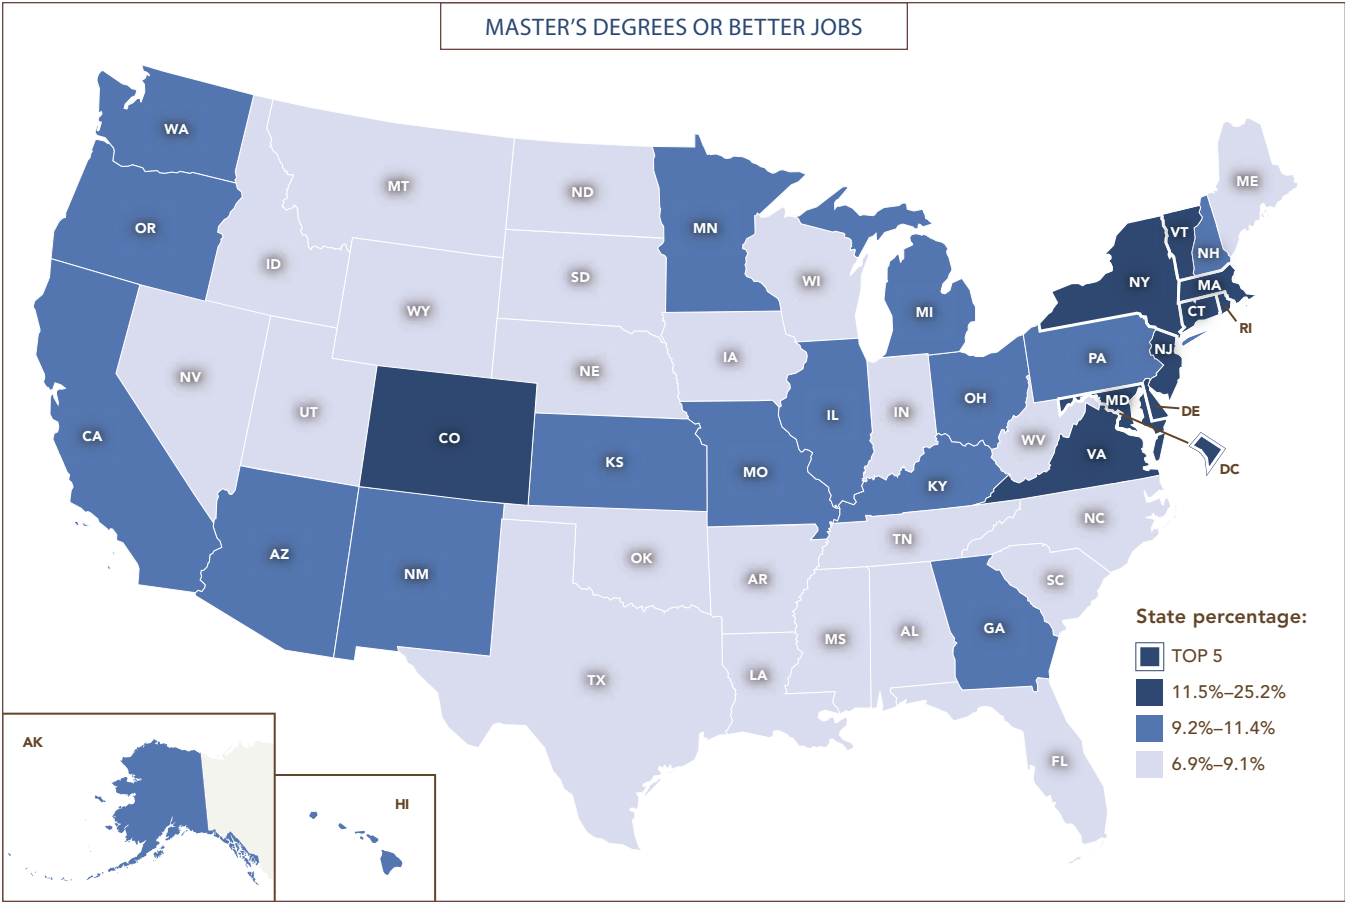 MASTER'S DEGREES OR BETTER JOBS
WA
MT
ND
ME
OR
MN
VT
NH
ID
SD
WI
NY
MA
WY
MI
CT
RI
IA
PA
NJ
NV
NE
UT
IL
IN
OH
MD
DE
CA
CO
WV
VA
KS
MO
DC
KY
AZ
NM
OK
TN
NC
AR
SC
MS
AL
GA
TX
LA
FL
State percentage:
TOP 5
11.5%–25.2%
9.2%–11.4%
6.9%–9.1%
AK
HI